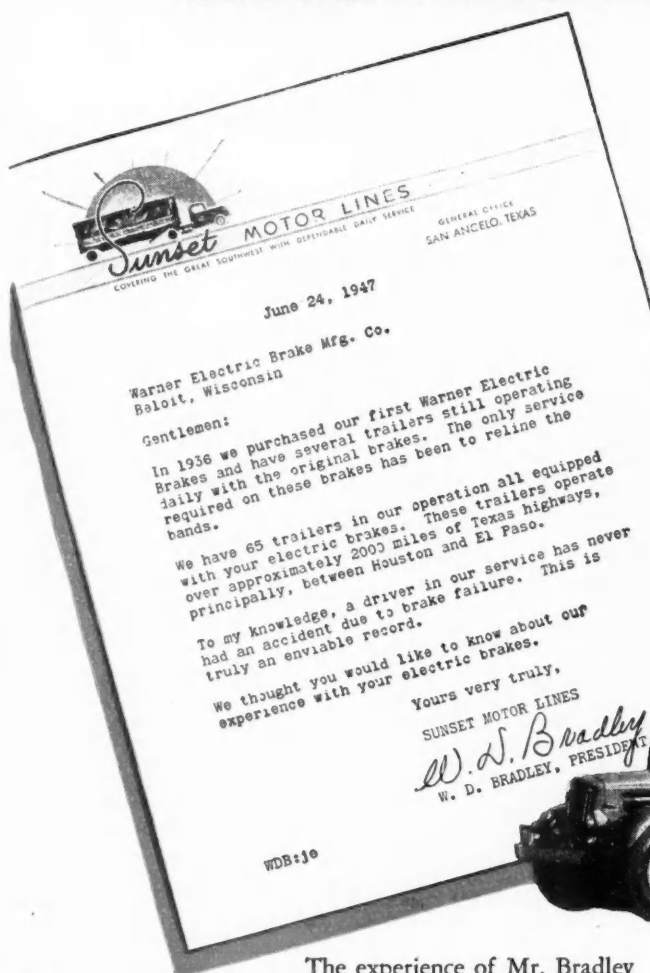 Sunset MOTOR LINES
COVERING THE GREAT SOUTHWEST WITH DEPENDABLE DAILY SERVICE
GENERAL OFFICE
SAN ANGELO, TEXAS
June 24, 1947
Warner Electric Brake Mfg. Co.
Beloit, Wisconsin
Gentlemen:
In 1936 we purchased our first Warner Electric
Brakes and have several trailers still operating
daily with the original brakes. The only service
required on these brakes has been to reline the
bands.
We have 65 trailers in our operation all equipped
with your electric brakes. These trailers operate
over approximately 2000 miles of Texas highways,
principally, between Houston and El Paso.
To my knowledge, a driver in our service has never
had an accident due to brake failure. This is
truly an enviable record.
We thought you would like to know about our
experience with your electric brakes.
Yours very truly,
SUNSET MOTOR LINES
W. D. Bradley
W. D. BRADLEY, PRESIDENT
WDB:je
The experience of Mr. Bradley